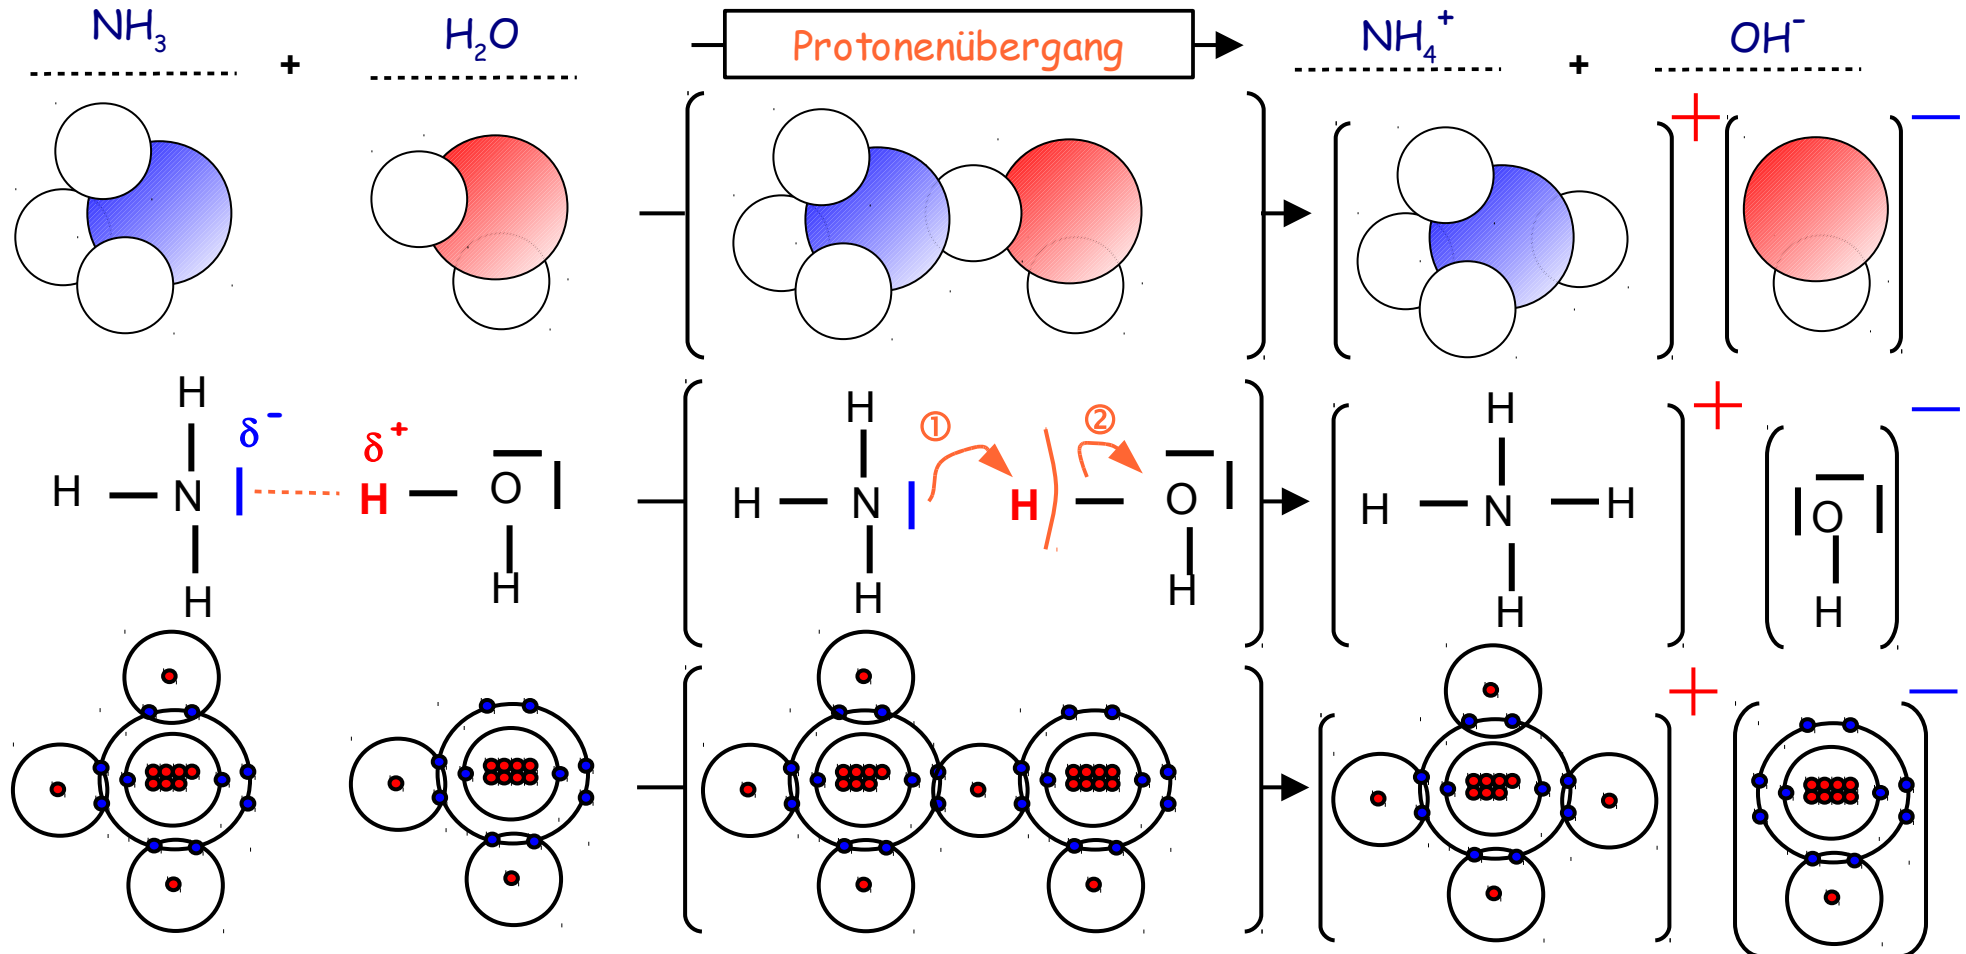 NH₃ + H₂O Protonenübergang NH₄⁺ + OH⁻
+ −
H H H + −
δ⁻ δ⁺ ① ②
H N H O H N H O H N H O
H H H H H H
+ −